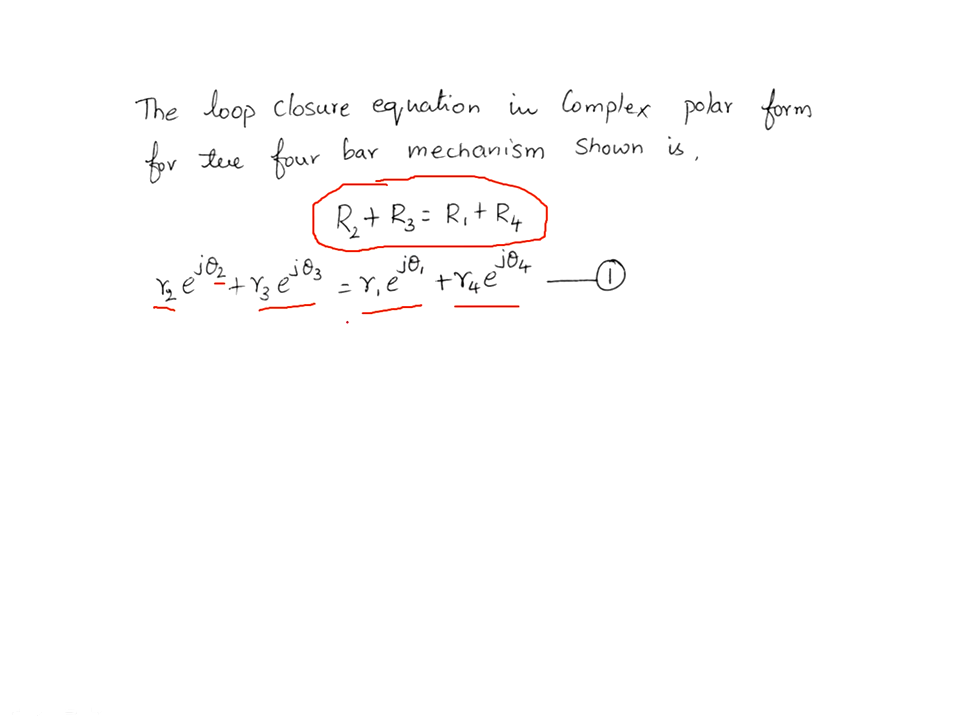 The loop closure equation in Complex polar form
for the four bar mechanism shown is,
R₂ + R₃ = R₁ + R₄
r₂ e^{jθ₂} + r₃ e^{jθ₃} = r₁ e^{jθ₁} + r₄ e^{jθ₄} —— ①